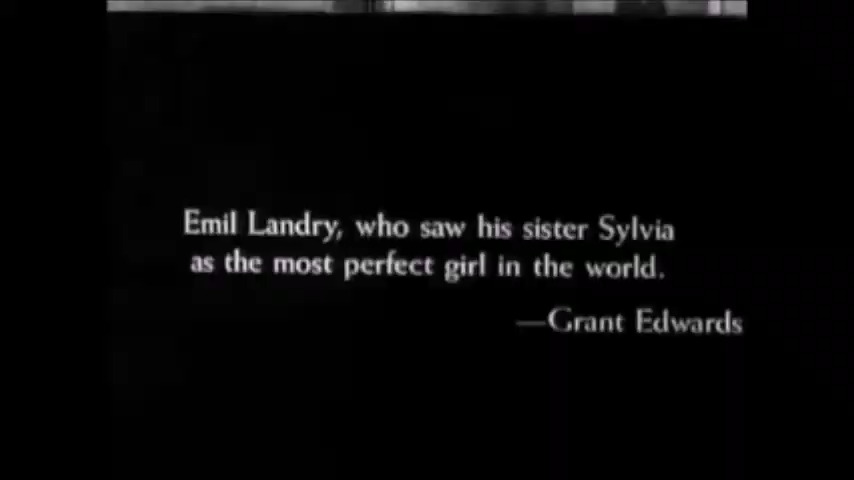 Emil Landry, who saw his sister Sylvia
as the most perfect girl in the world.
—Grant Edwards